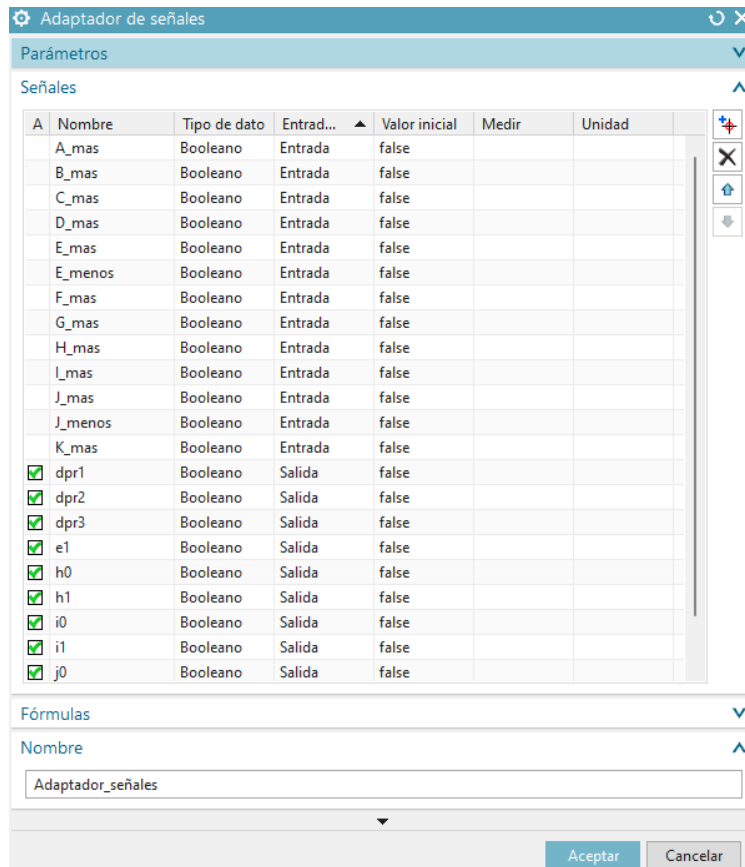 Adaptador de señales
Parámetros
Señales
A Nombre Tipo de dato Entrad... Valor inicial Medir Unidad
A_mas Booleano Entrada false
B_mas Booleano Entrada false
C_mas Booleano Entrada false
D_mas Booleano Entrada false
E_mas Booleano Entrada false
E_menos Booleano Entrada false
F_mas Booleano Entrada false
G_mas Booleano Entrada false
H_mas Booleano Entrada false
I_mas Booleano Entrada false
J_mas Booleano Entrada false
J_menos Booleano Entrada false
K_mas Booleano Entrada false
dpr1 Booleano Salida false
dpr2 Booleano Salida false
dpr3 Booleano Salida false
e1 Booleano Salida false
h0 Booleano Salida false
h1 Booleano Salida false
i0 Booleano Salida false
i1 Booleano Salida false
j0 Booleano Salida false
Fórmulas
Nombre
Adaptador_señales
Aceptar Cancelar